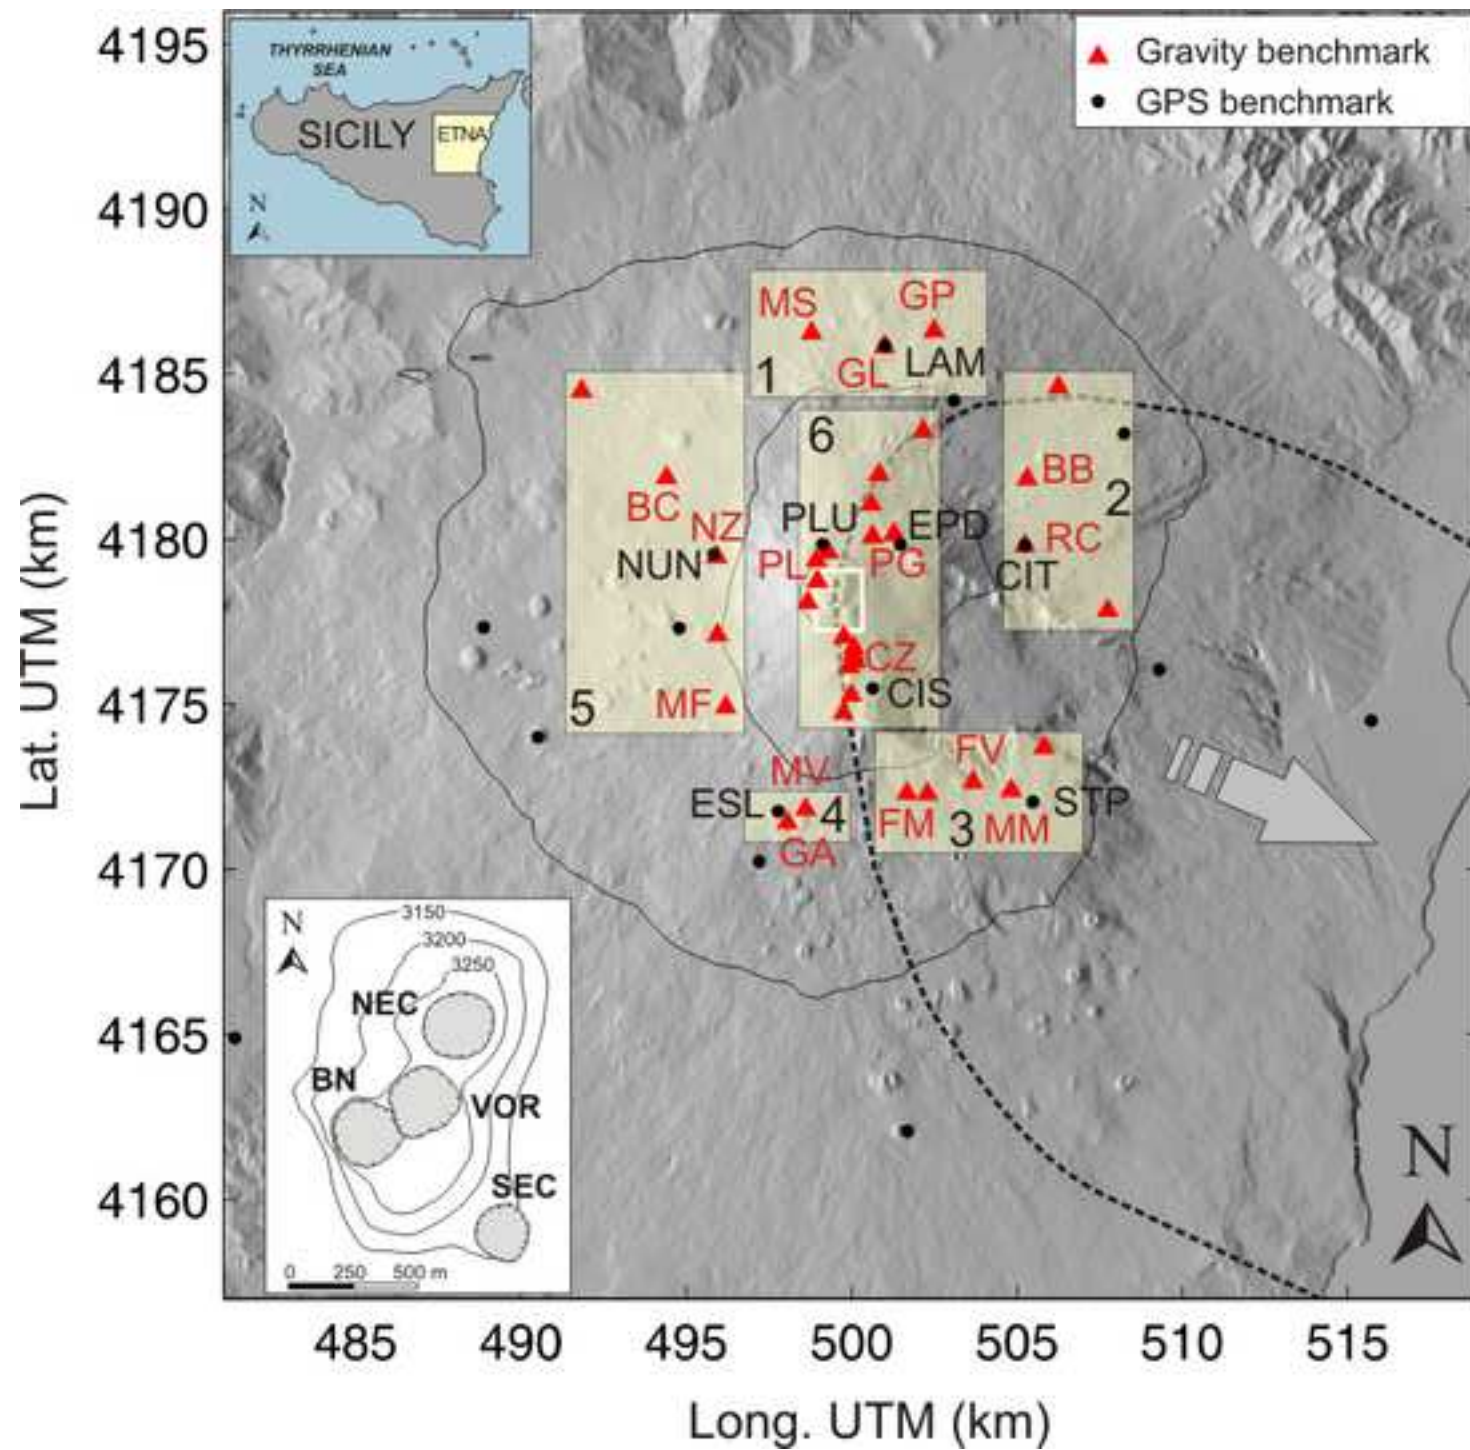 4195
4190
4185
4180
4175
4170
4165
4160
Lat. UTM (km)
THYRRHENIAN
SEA
SICILY
ETNA
N
Gravity benchmark
GPS benchmark
MS
GP
GL
LAM
1
6
BC
NZ
NUN
5
MF
PLU
EPD
PL
PG
CZ
CIS
BB
2
RC
CIT
MV
ESL
4
GA
FV
FM
3
MM
STP
N
3150
3200
3250
NEC
BN
VOR
SEC
0 250 500 m
N
485 490 495 500 505 510 515
Long. UTM (km)